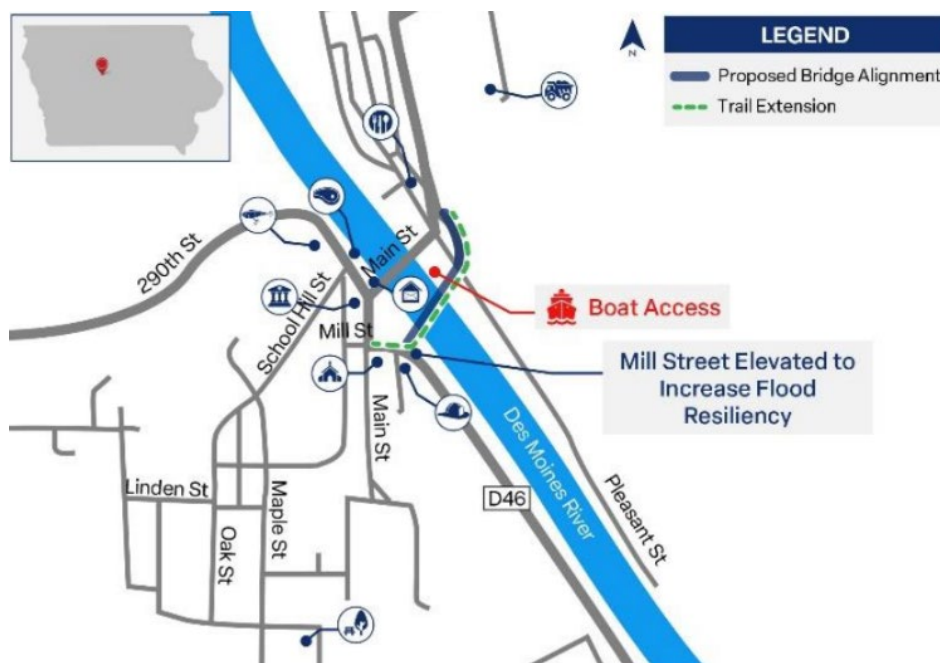 LEGEND
Proposed Bridge Alignment
Trail Extension
N
Main St
290th St
School Hill St
Boat Access
Mill St
Mill Street Elevated to
Increase Flood
Resiliency
Main St
Des Moines River
Linden St
D46
Oak St
Maple St
Pleasant St